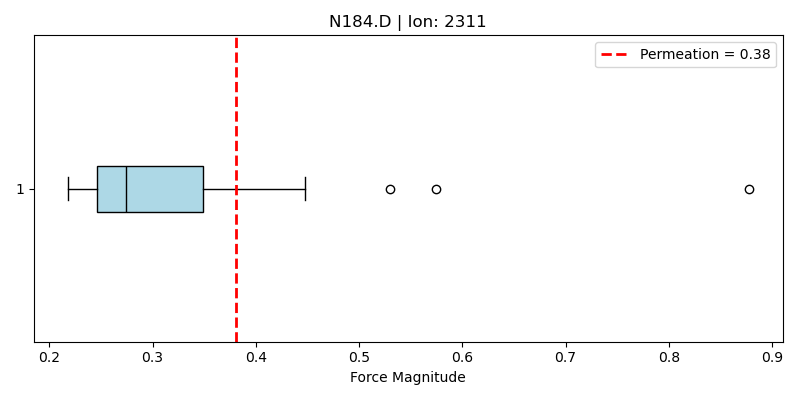 N184.D | Ion: 2311
Permeation = 0.38
1
0.2 0.3 0.4 0.5 0.6 0.7 0.8 0.9
Force Magnitude